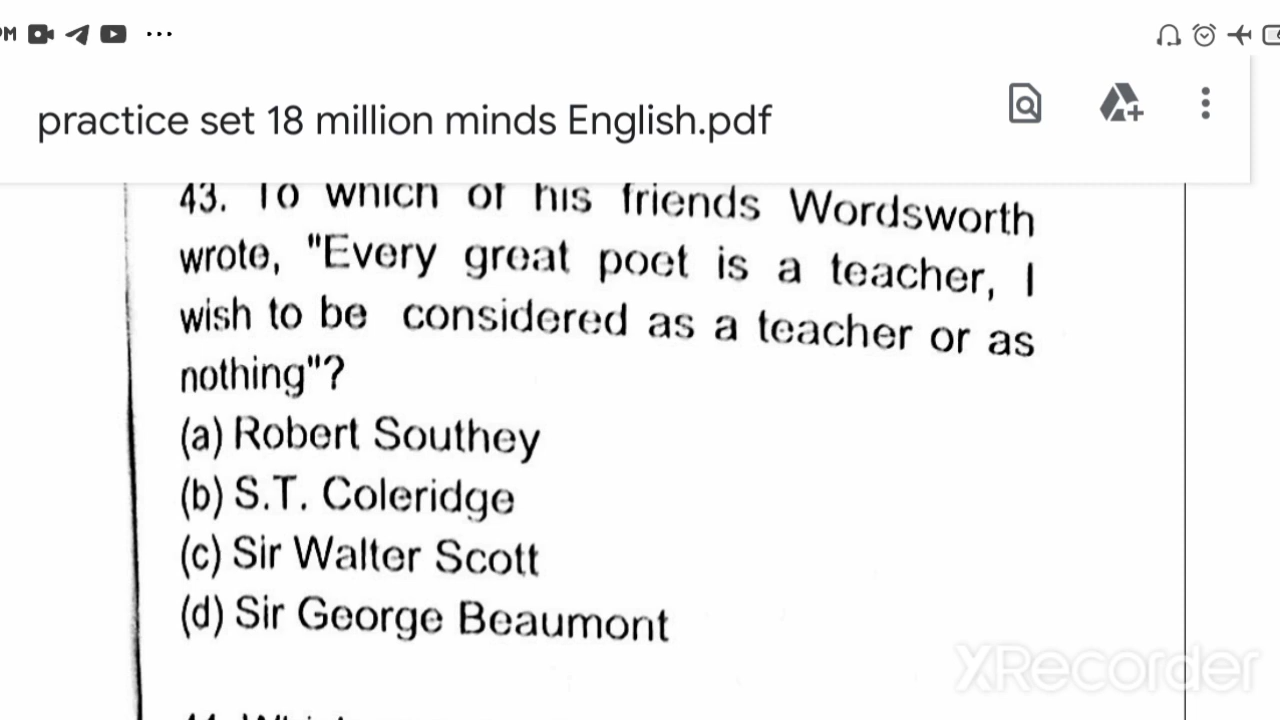 practice set 18 million minds English.pdf
43. To which of his friends Wordsworth
wrote, "Every great poet is a teacher, I
wish to be considered as a teacher or as
nothing"?
(a) Robert Southey
(b) S.T. Coleridge
(c) Sir Walter Scott
(d) Sir George Beaumont
XRecorder